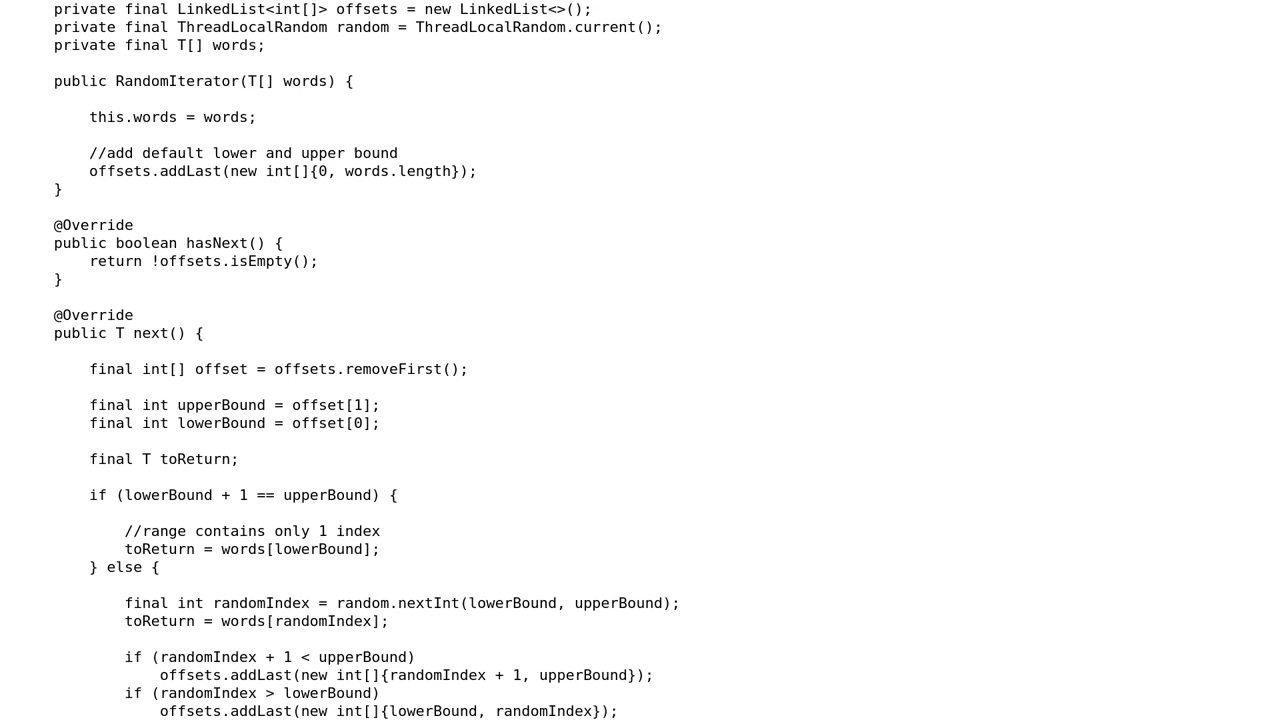 private final LinkedList<int[]> offsets = new LinkedList<>();
private final ThreadLocalRandom random = ThreadLocalRandom.current();
private final T[] words;
public RandomIterator(T[] words) {
this.words = words;
//add default lower and upper bound
offsets.addLast(new int[]{0, words.length});
}
@Override
public boolean hasNext() {
return !offsets.isEmpty();
}
@Override
public T next() {
final int[] offset = offsets.removeFirst();
final int upperBound = offset[1];
final int lowerBound = offset[0];
final T toReturn;
if (lowerBound + 1 == upperBound) {
//range contains only 1 index
toReturn = words[lowerBound];
} else {
final int randomIndex = random.nextInt(lowerBound, upperBound);
toReturn = words[randomIndex];
if (randomIndex + 1 < upperBound)
offsets.addLast(new int[]{randomIndex + 1, upperBound});
if (randomIndex > lowerBound)
offsets.addLast(new int[]{lowerBound, randomIndex});